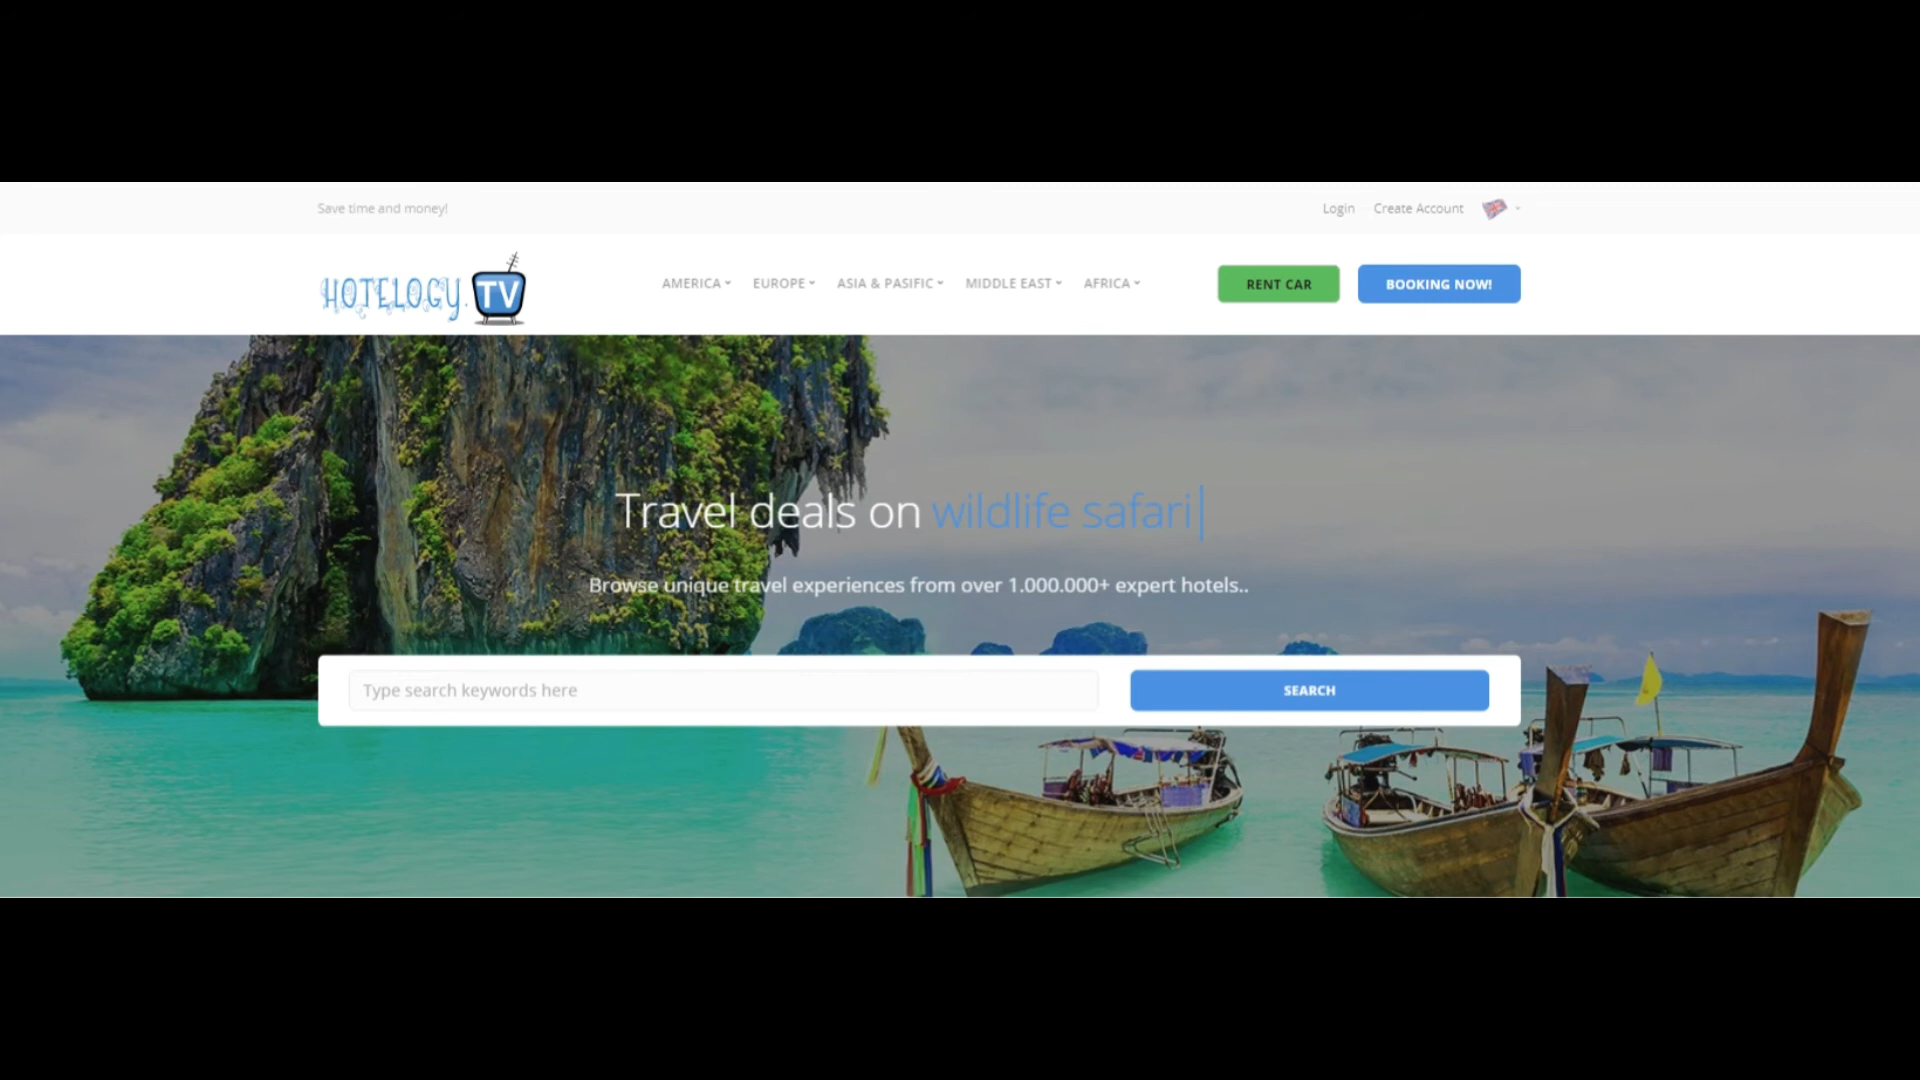 Save time and money!
Login Create Account
HOTELOGY.TV
AMERICA EUROPE ASIA & PASIFIC MIDDLE EAST AFRICA
RENT CAR BOOKING NOW!
Travel deals on wildlife safari
Browse unique travel experiences from over 1.000.000+ expert hotels..
Type search keywords here SEARCH